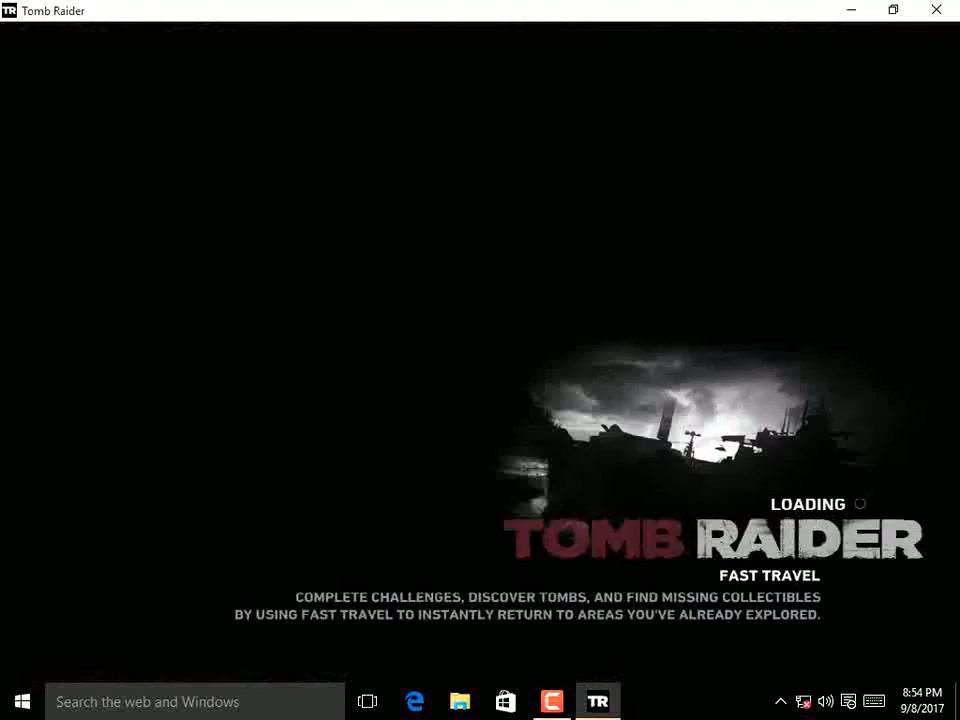 TR Tomb Raider
LOADING
TOMB RAIDER
FAST TRAVEL
COMPLETE CHALLENGES, DISCOVER TOMBS, AND FIND MISSING COLLECTIBLES
BY USING FAST TRAVEL TO INSTANTLY RETURN TO AREAS YOU'VE ALREADY EXPLORED.
Search the web and Windows
TR
8:54 PM
9/8/2017